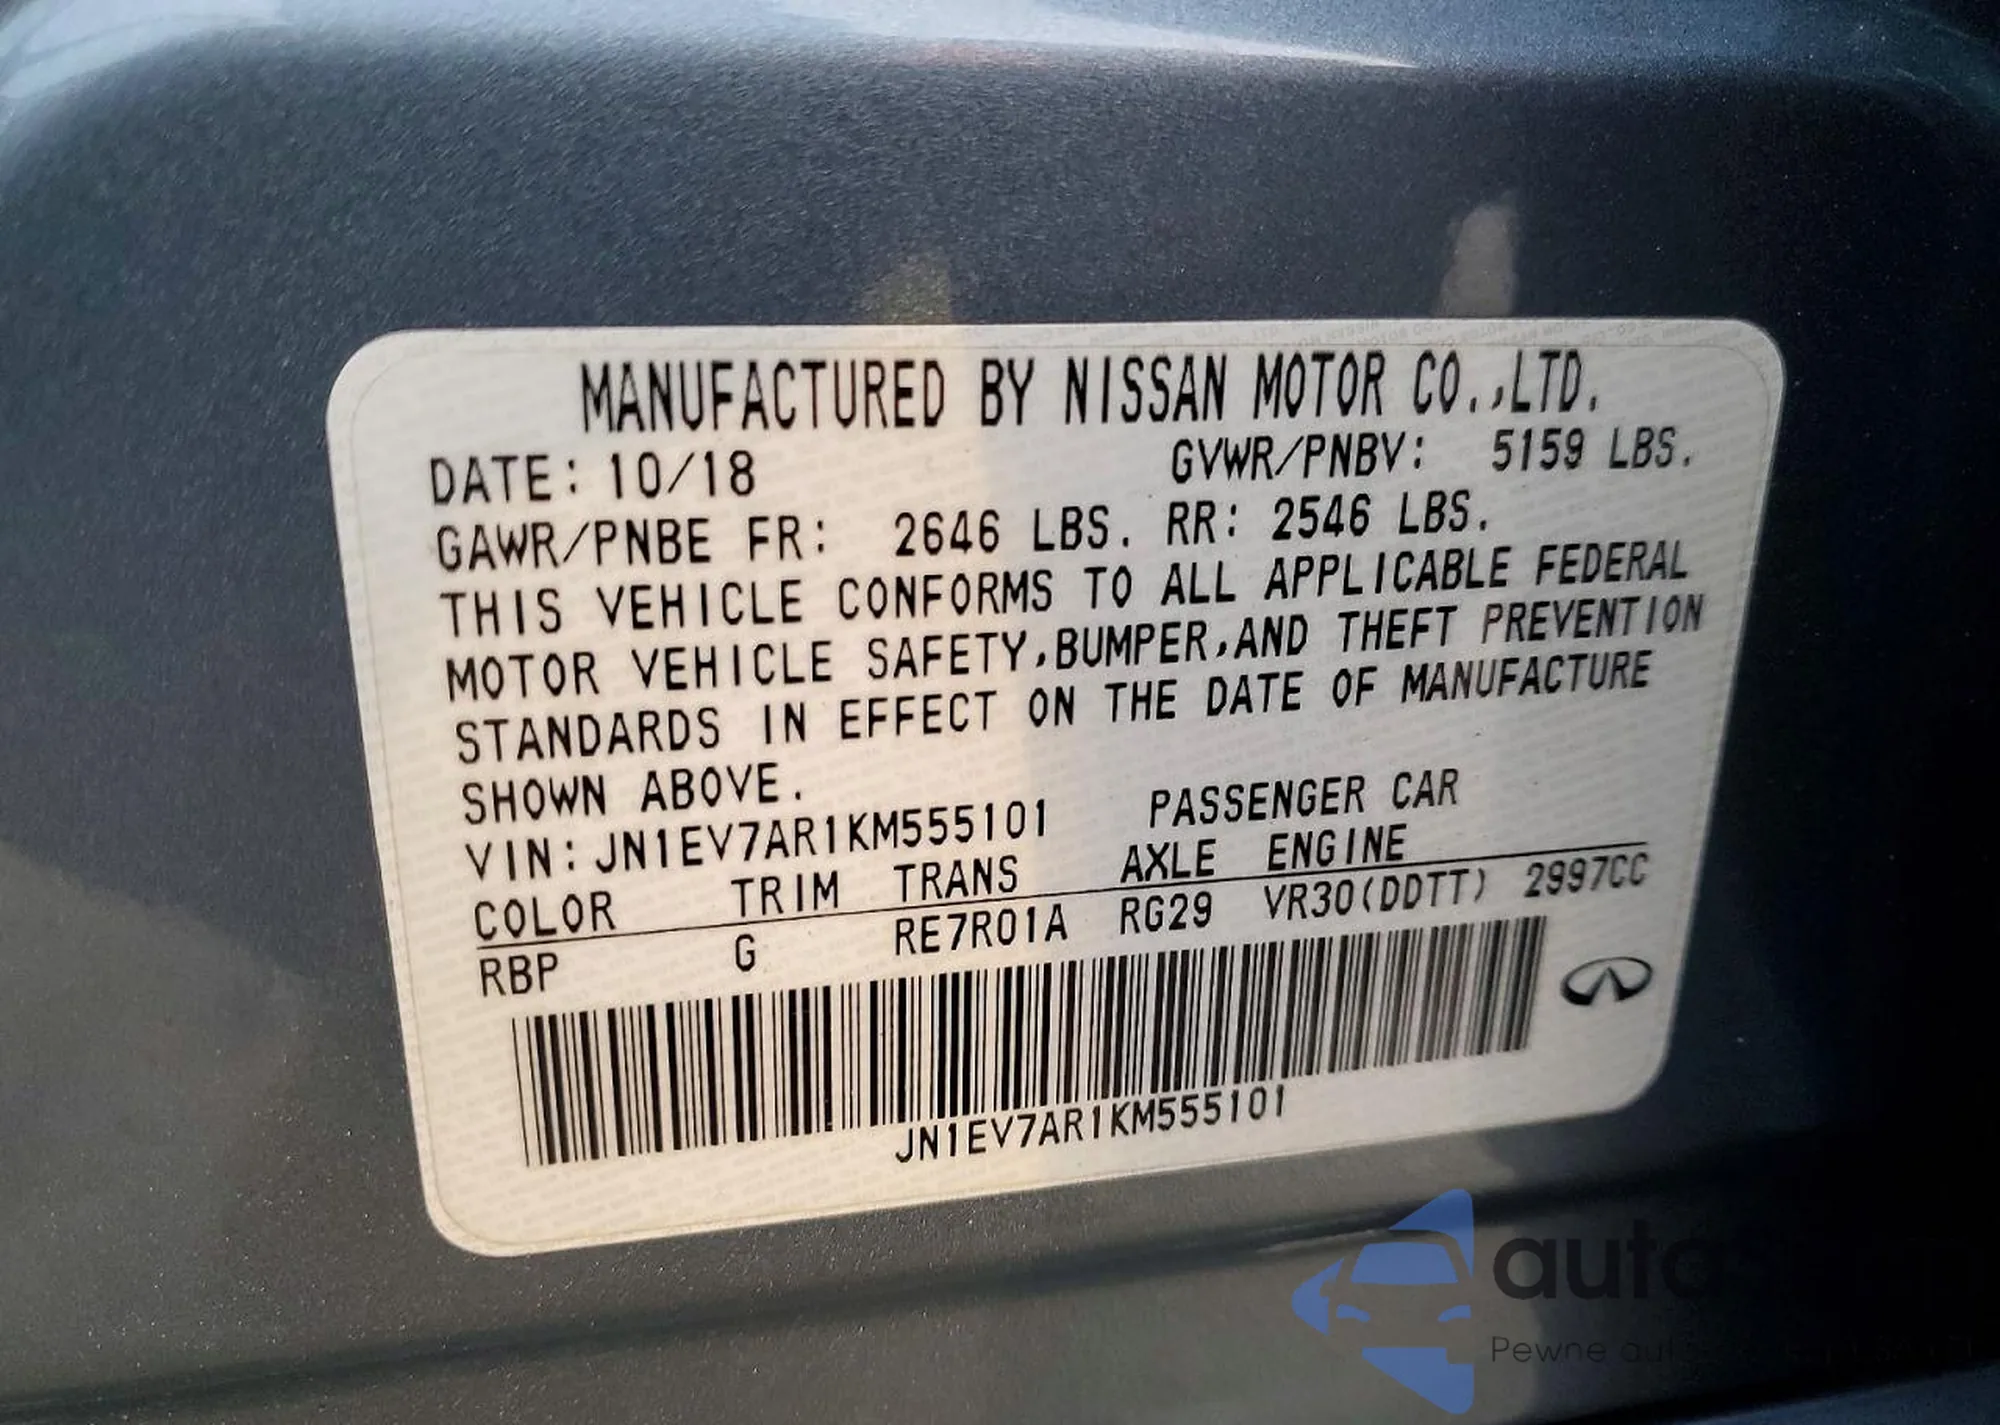 MANUFACTURED BY NISSAN MOTOR CO.,LTD.
DATE: 10/18 GVWR/PNBV: 5159 LBS.
GAWR/PNBE FR: 2646 LBS. RR: 2546 LBS.
THIS VEHICLE CONFORMS TO ALL APPLICABLE FEDERAL
MOTOR VEHICLE SAFETY,BUMPER,AND THEFT PREVENTION
STANDARDS IN EFFECT ON THE DATE OF MANUFACTURE
SHOWN ABOVE.
VIN:JN1EV7AR1KM555101 PASSENGER CAR
COLOR TRIM TRANS AXLE ENGINE
RBP G RE7R01A RG29 VR30(DDTT) 2997CC
JN1EV7AR1KM555101
Pewne